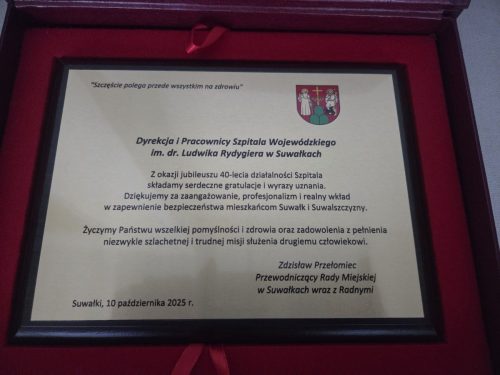 "Szczęście polega przede wszystkim na zdrowiu"
Dyrekcja i Pracownicy Szpitala Wojewódzkiego
im. dr. Ludwika Rydygiera w Suwałkach
Z okazji jubileuszu 40-lecia działalności Szpitala
składamy serdeczne gratulacje i wyrazy uznania.
Dziękujemy za zaangażowanie, profesjonalizm i realny wkład
w zapewnienie bezpieczeństwa mieszkańcom Suwałk i Suwalszczyzny.
Życzymy Państwu wszelkiej pomyślności i zdrowia oraz zadowolenia z pełnienia
niezwykle szlachetnej i trudnej misji służenia drugiemu człowiekowi.
Zdzisław Przełomiec
Przewodniczący Rady Miejskiej
w Suwałkach wraz z Radnymi
Suwałki, 10 października 2025 r.